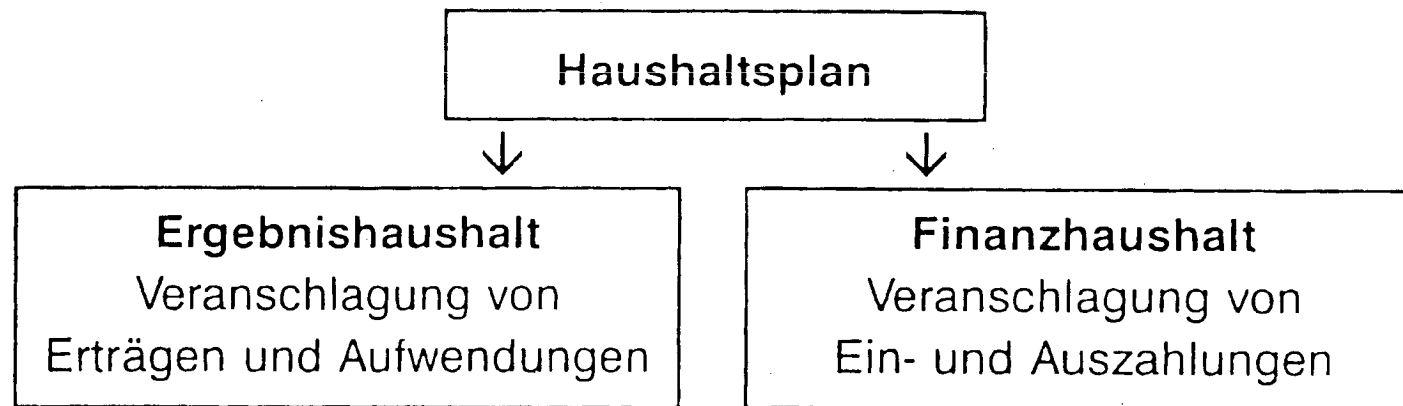 Haushaltsplan
Ergebnishaushalt
Veranschlagung von
Erträgen und Aufwendungen
Finanzhaushalt
Veranschlagung von
Ein- und Auszahlungen